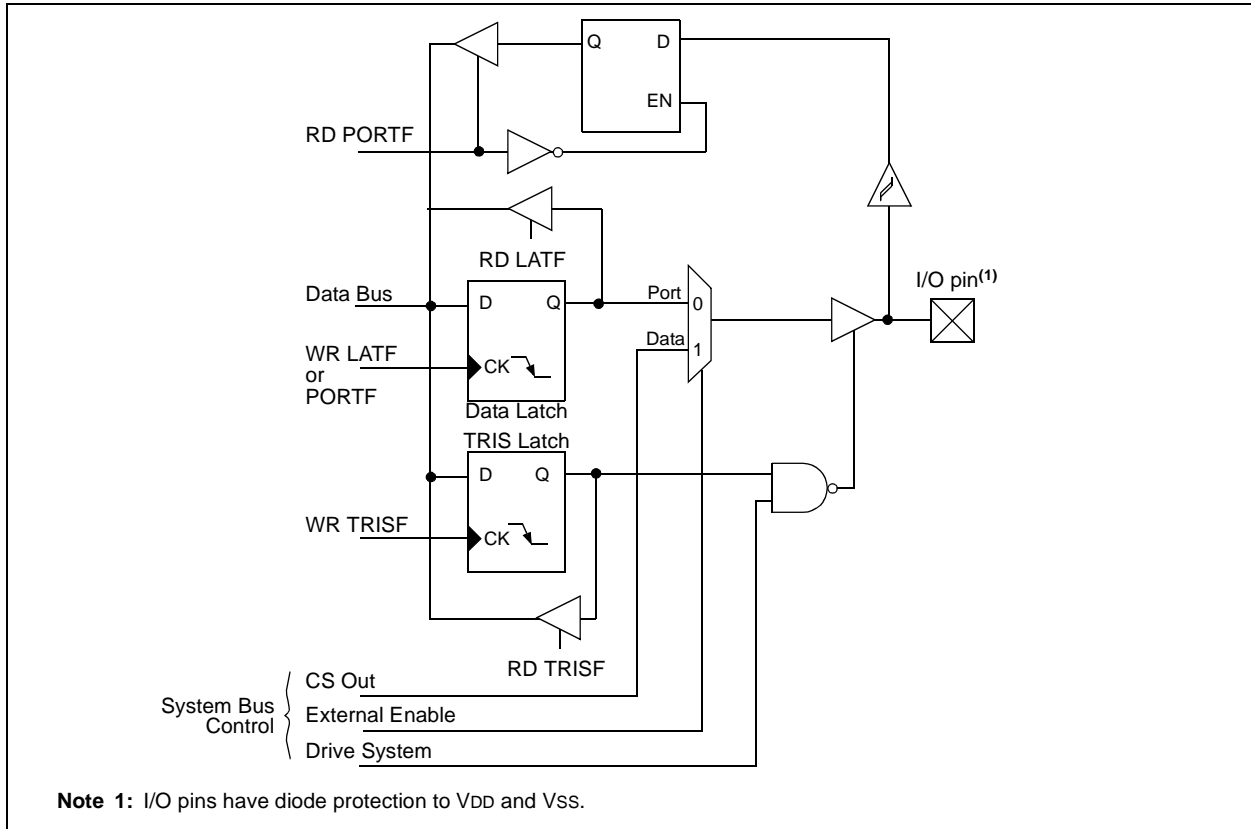 Q D
EN
RD PORTF
RD LATF
I/O pin(1)
Data Bus
D Q
Port
0
Data
1
WR LATF
or
PORTF
CK
Data Latch
TRIS Latch
D Q
WR TRISF
CK
RD TRISF
System Bus
Control
CS Out
External Enable
Drive System
Note 1: I/O pins have diode protection to VDD and VSS.